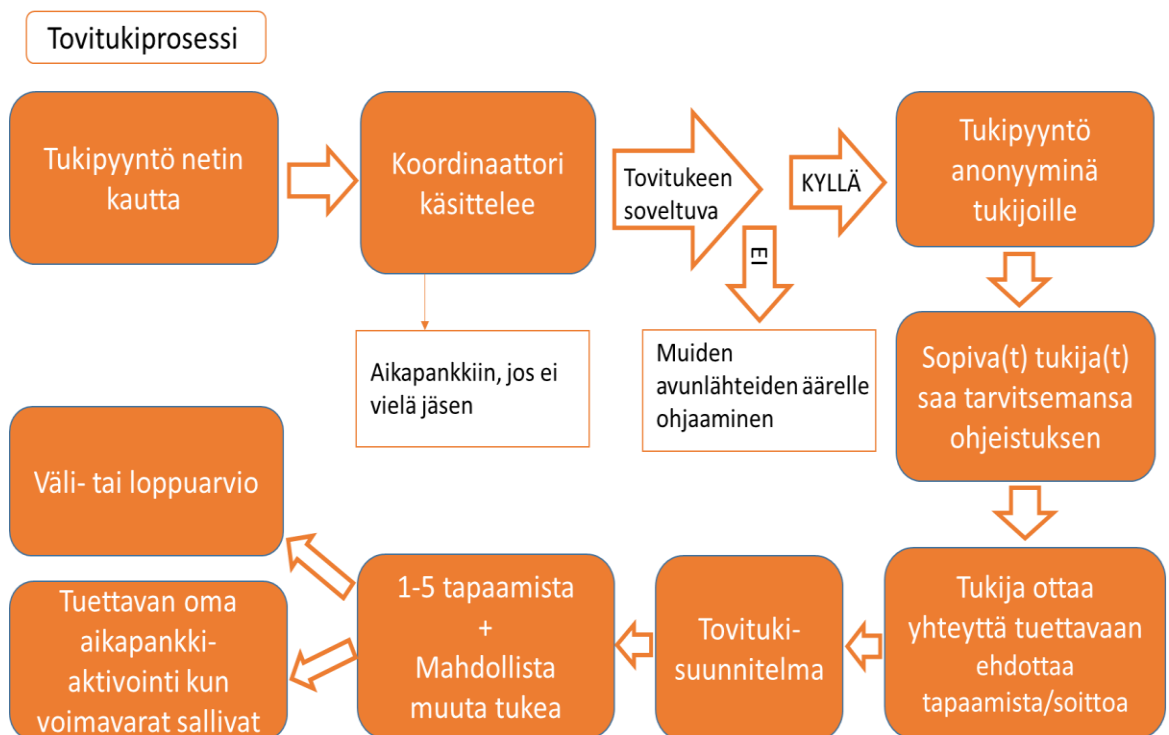 Tovitukiprosessi
Tukipyyntö netin
kautta
Koordinaattori
käsittelee
Tovitukeen
soveltuva
KYLLÄ
Tukipyyntö
anonyyminä
tukijoille
EI
Aikapankkiin, jos ei
vielä jäsen
Muiden
avunlähteiden äärelle
ohjaaminen
Sopiva(t) tukija(t)
saa tarvitsemansa
ohjeistuksen
Tukija ottaa
yhteyttä tuettavaan
ehdottaa
tapaamista/soittoa
Tovituki-
suunnitelma
1-5 tapaamista
+
Mahdollista
muuta tukea
Väli- tai loppuarvio
Tuettavan oma
aikapankki-
aktivointi kun
voimavarat sallivat